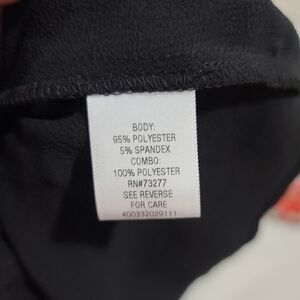 BODY:
95% POLYESTER
5% SPANDEX
COMBO:
100% POLYESTER
RN#73277
SEE REVERSE
FOR CARE
400332029111